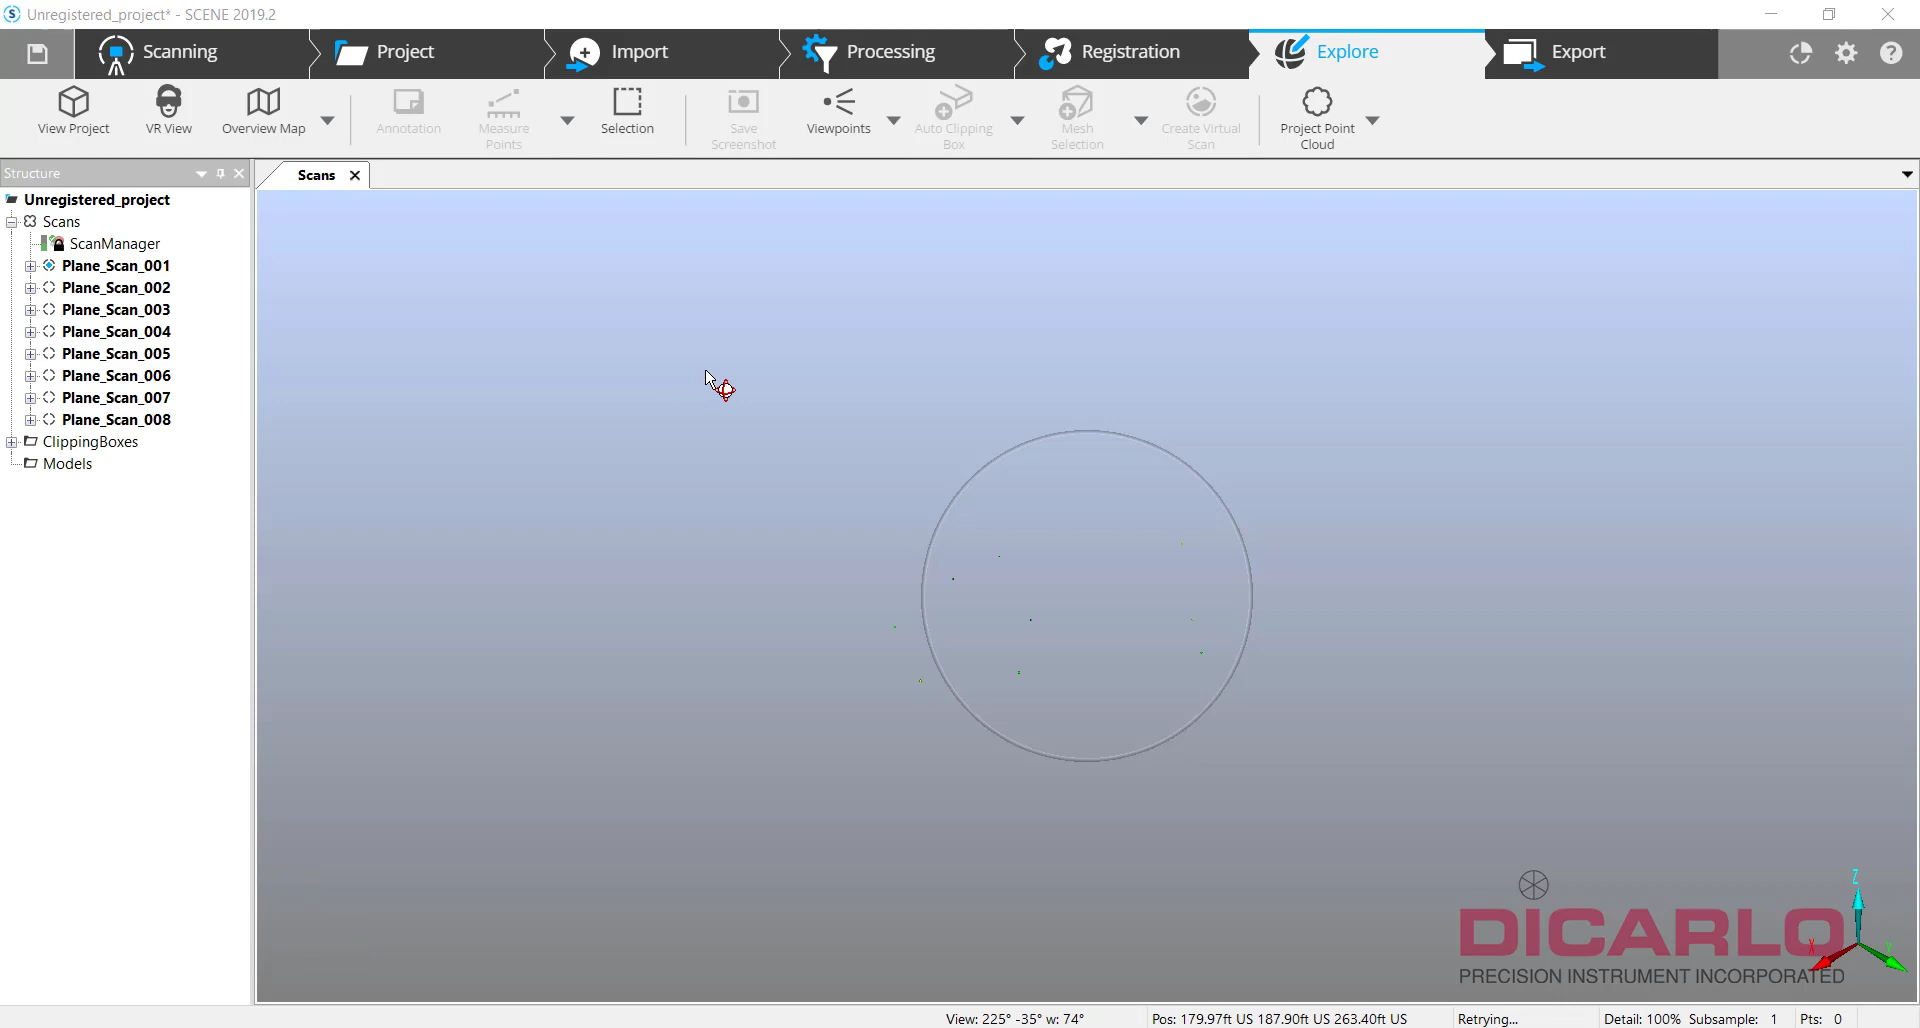 Unregistered_project* - SCENE 2019.2
Scanning
Project
Import
Processing
Registration
Explore
Export
View Project
VR View
Overview Map
Annotation
Measure
Points
Selection
Save
Screenshot
Viewpoints
Auto Clipping
Box
Mesh
Selection
Create Virtual
Scan
Project Point
Cloud
Structure
Scans
Unregistered_project
Scans
ScanManager
Plane_Scan_001
Plane_Scan_002
Plane_Scan_003
Plane_Scan_004
Plane_Scan_005
Plane_Scan_006
Plane_Scan_007
Plane_Scan_008
ClippingBoxes
Models
Z
X
Y
DICARLO
PRECISION INSTRUMENT INCORPORATED
View: 225° -35° w: 74°
Pos: 179.97ft US 187.90ft US 263.40ft US
Retrying...
Detail: 100% Subsample: 1
Pts: 0